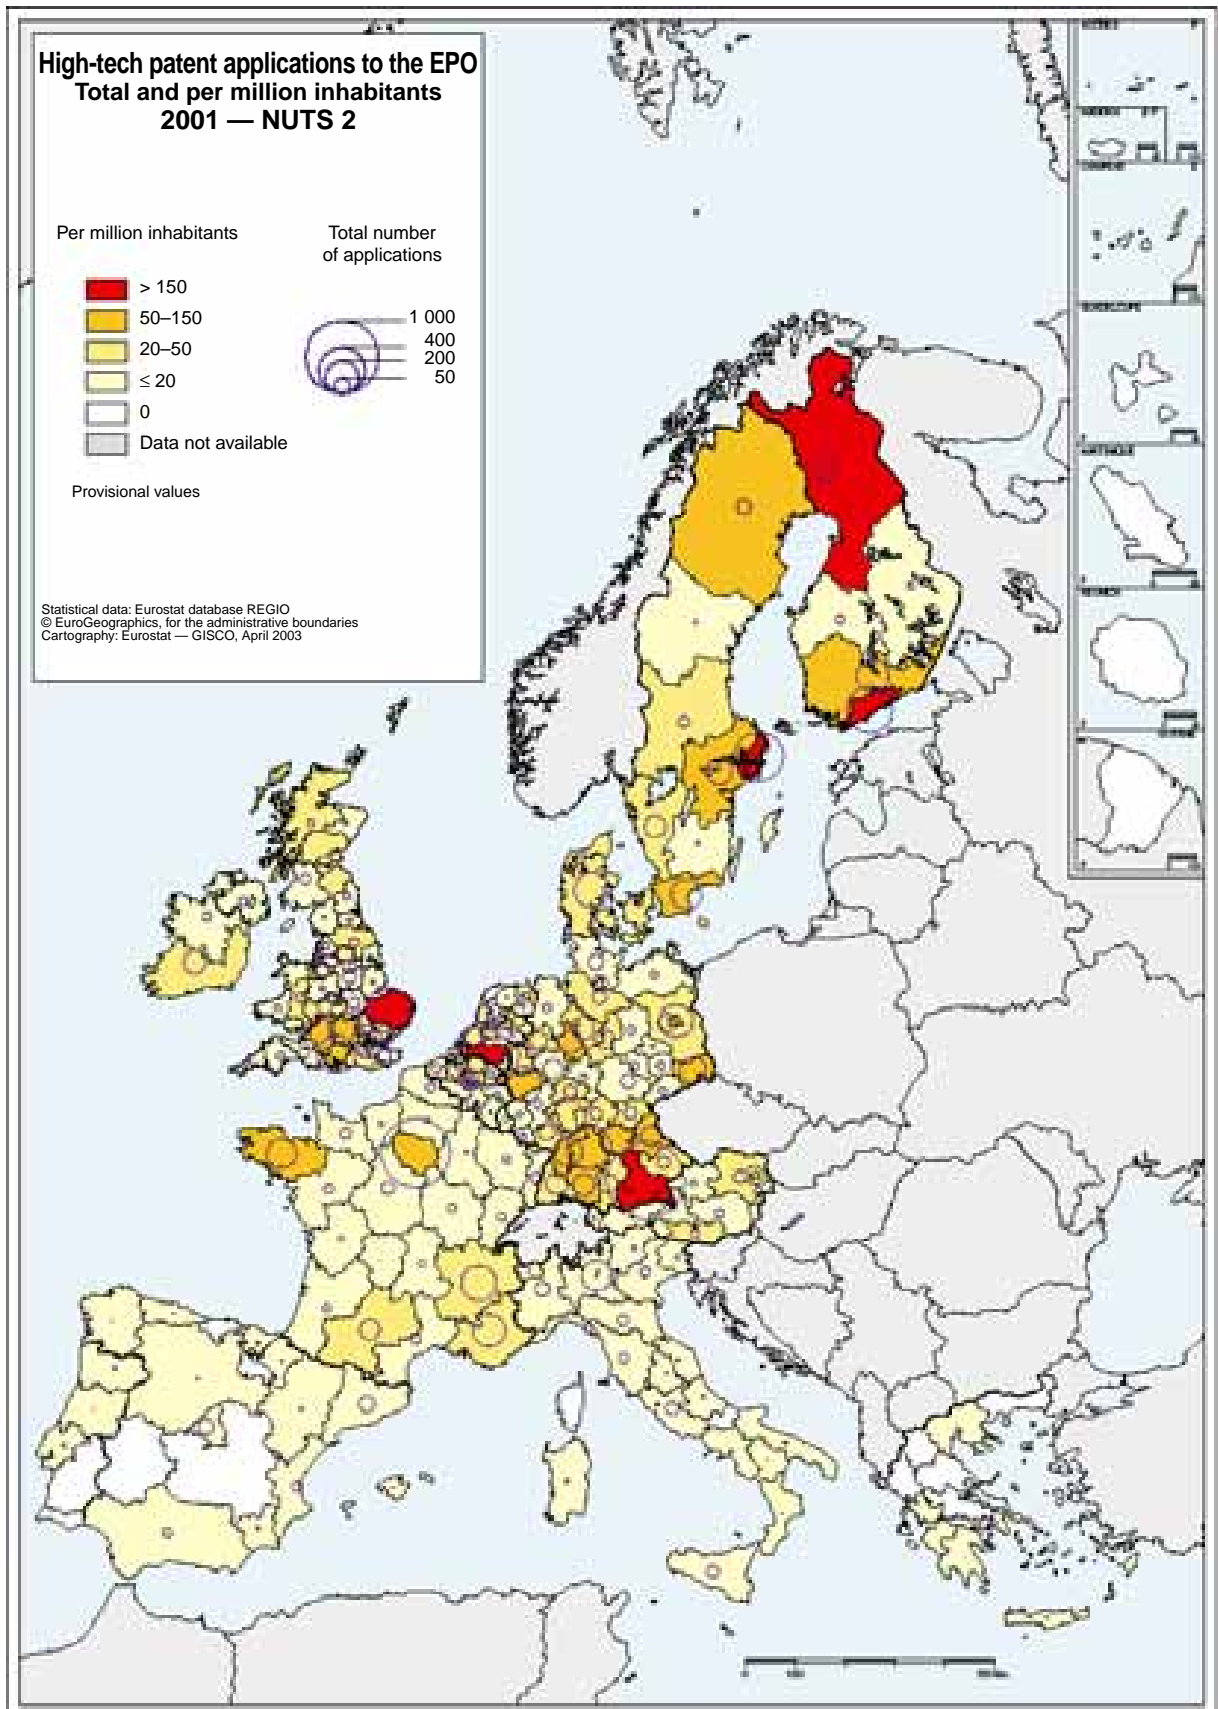 High-tech patent applications to the EPO
Total and per million inhabitants
2001 — NUTS 2
Per million inhabitants
> 150
50–150
20–50
≤ 20
0
Data not available
Total number
of applications
1 000
400
200
50
Provisional values
Statistical data: Eurostat database REGIO
© EuroGeographics, for the administrative boundaries
Cartography: Eurostat — GISCO, April 2003
GUADELOUPE
MARTINIQUE